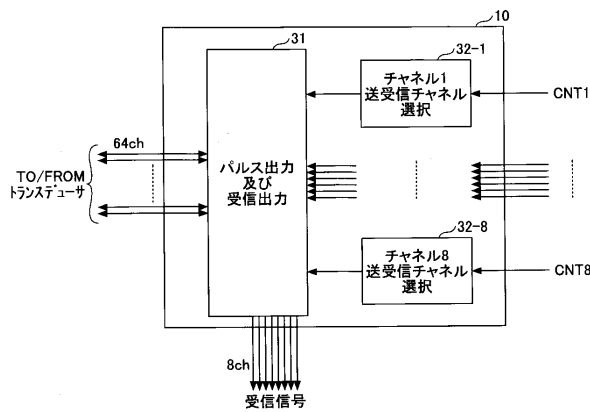 10
31
32-1
チャネル1
送受信チャネル
選択
CNT1
64ch
TO/FROM
トランスデューサ
パルス出力
及び
受信出力
32-8
チャネル8
送受信チャネル
選択
CNT8
8ch
受信信号